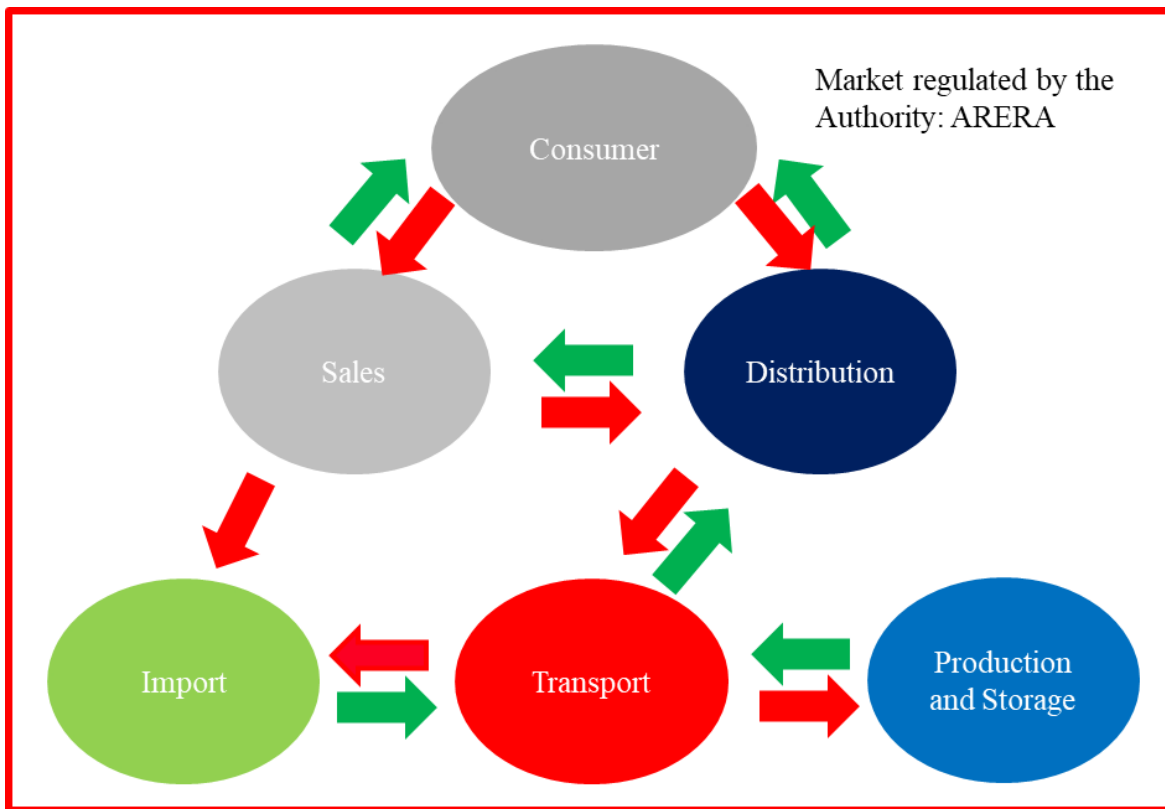 Market regulated by the
Authority: ARERA
Consumer
Sales
Distribution
Import
Transport
Production
and Storage